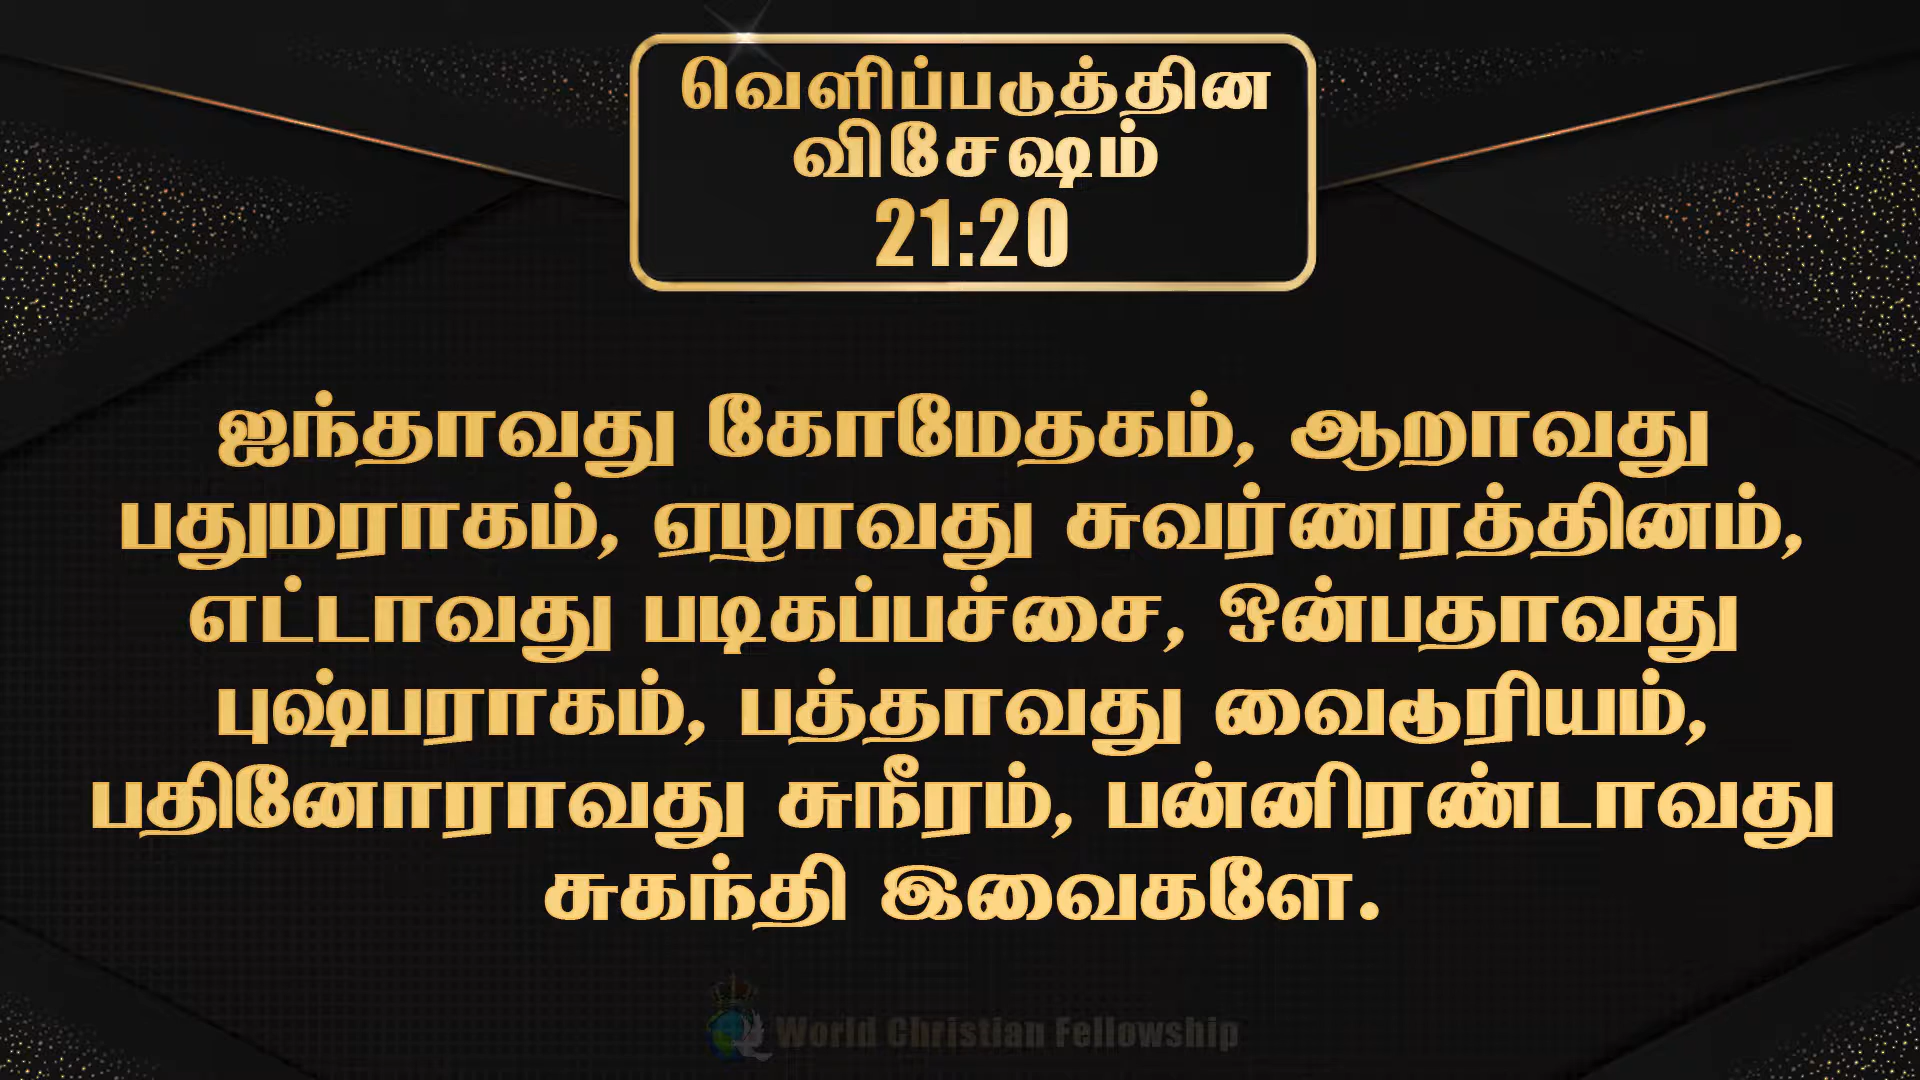 வெளிப்படுத்தின
விசேஷம்
21:20
ஐந்தாவது கோமேதகம், ஆறாவது
பதுமராகம், ஏழாவது சுவர்ணரத்தினம்,
எட்டாவது படிகப்பச்சை, ஒன்பதாவது
புஷ்பராகம், பத்தாவது வைடூரியம்,
பதினோராவது சுநீரம், பன்னிரண்டாவது
சுகந்தி இவைகளே.
World Christian Fellowship